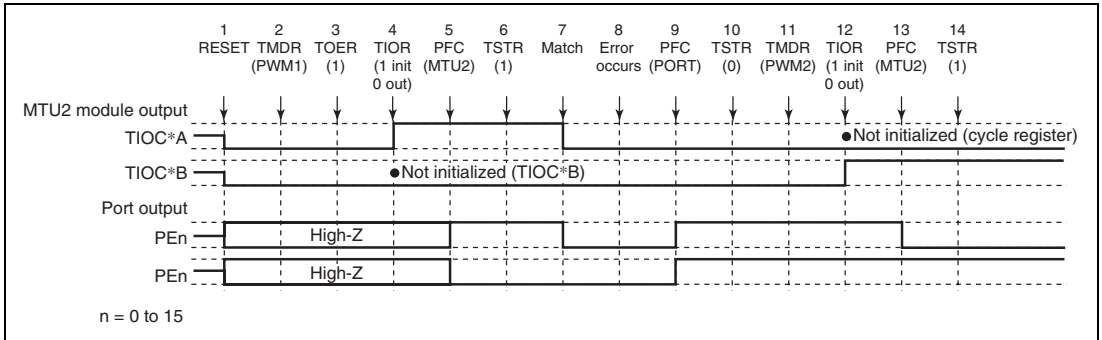 1 2 3 4 5 6 7 8 9 10 11 12 13 14
RESET TMDR TOER TIOR PFC TSTR Match Error PFC TSTR TMDR TIOR PFC TSTR
(PWM1) (1) (1 init (MTU2) (1) occurs (PORT) (0) (PWM2) (1 init (MTU2) (1)
0 out) 0 out)
MTU2 module output
TIOC*A ●Not initialized (cycle register)
TIOC*B ●Not initialized (TIOC*B)
Port output
PEn High-Z
PEn High-Z
n = 0 to 15